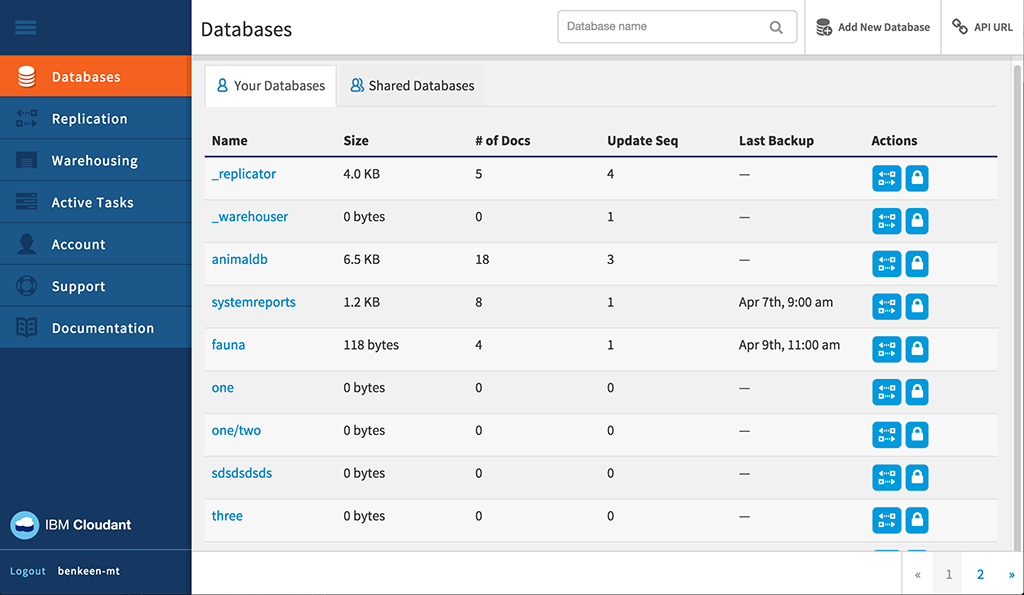 Databases
Database name
Add New Database
API URL
Databases
Replication
Warehousing
Active Tasks
Account
Support
Documentation
IBM Cloudant
Logout benkeen-mt
Your Databases Shared Databases
Name Size # of Docs Update Seq Last Backup Actions
_replicator 4.0 KB 5 4 —
_warehouser 0 bytes 0 1 —
animaldb 6.5 KB 18 3 —
systemreports 1.2 KB 8 1 Apr 7th, 9:00 am
fauna 118 bytes 4 1 Apr 9th, 11:00 am
one 0 bytes 0 0 —
one/two 0 bytes 0 0 —
sdsdsdsds 0 bytes 0 0 —
three 0 bytes 0 0 —
« 1 2 »